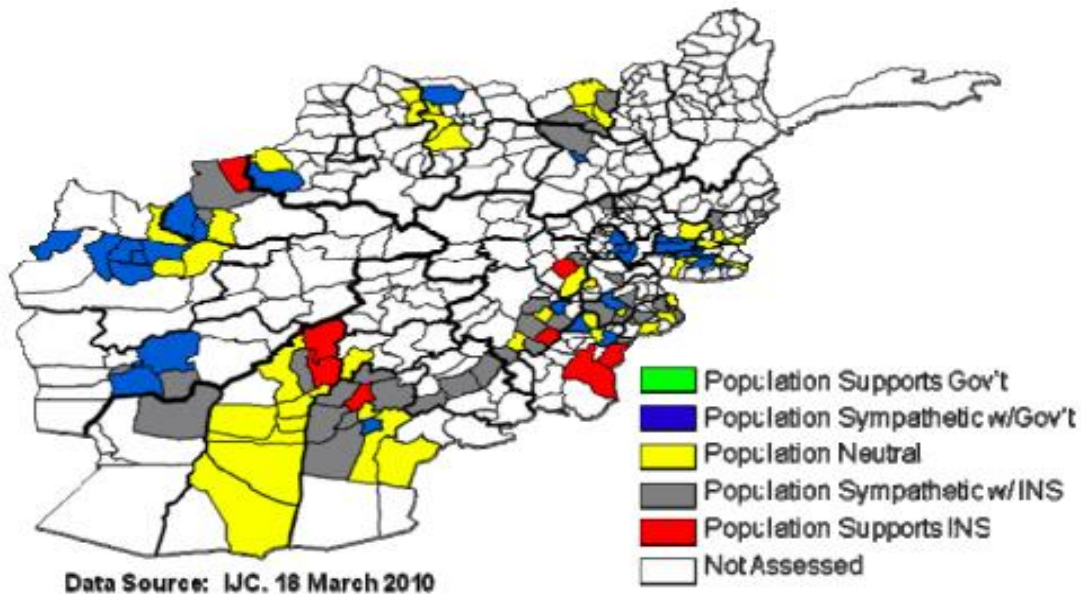 Population Supports Gov't
Population Sympathetic w/Gov't
Population Neutral
Population Sympathetic w/ INS
Population Supports INS
Not Assessed
Data Source: IJC, 18 March 2010